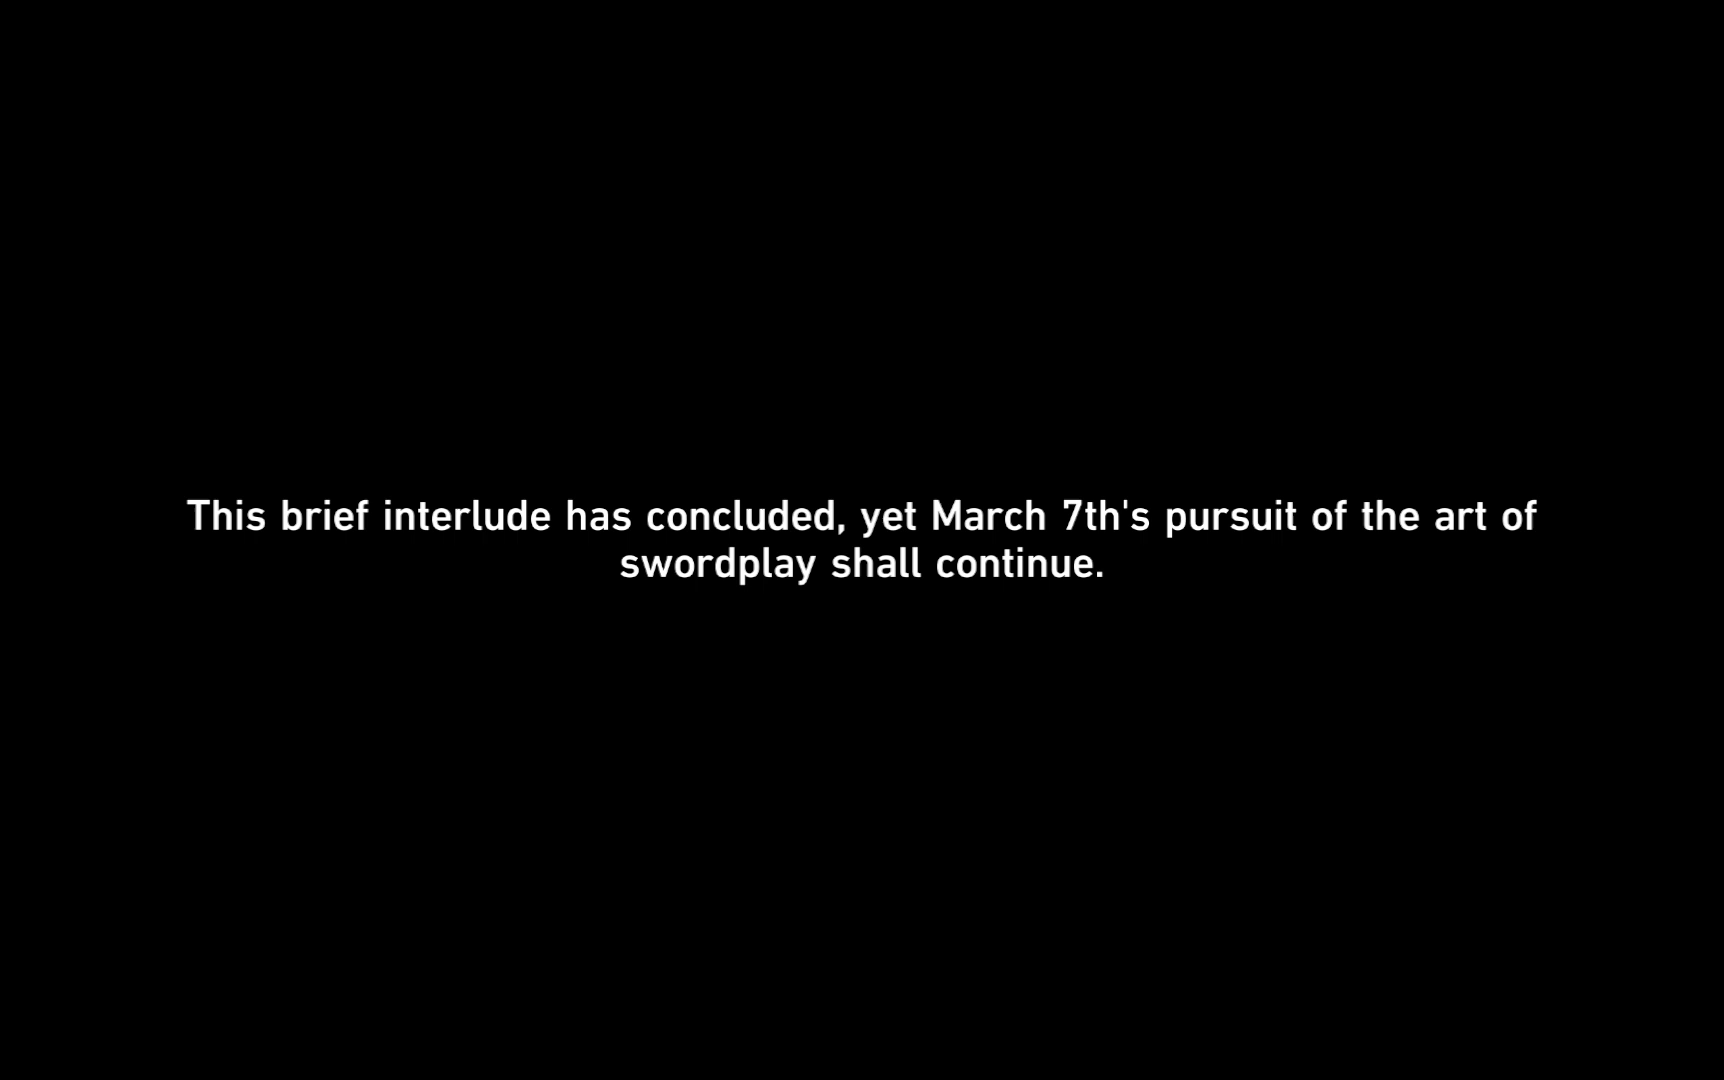 This brief interlude has concluded, yet March 7th's pursuit of the art of
swordplay shall continue.